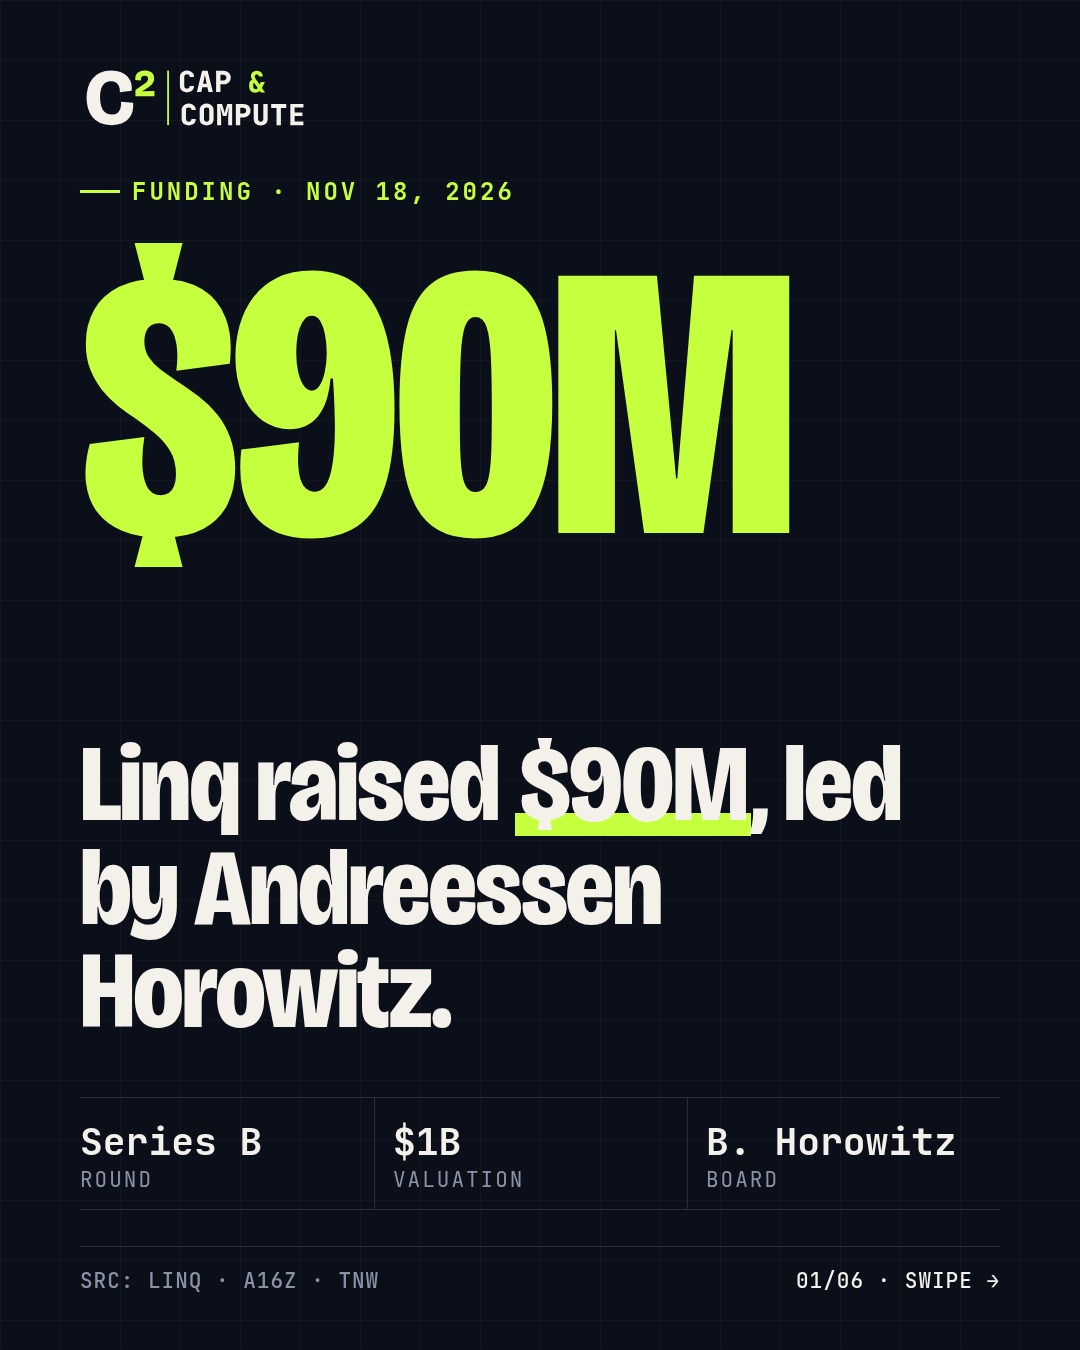 C² CAP &
COMPUTE
FUNDING · NOV 18, 2026
$90M
Linq raised $90M, led
by Andreessen
Horowitz.
Series B $1B B. Horowitz
ROUND VALUATION BOARD
SRC: LINQ · A16Z · TNW 01/06 · SWIPE →